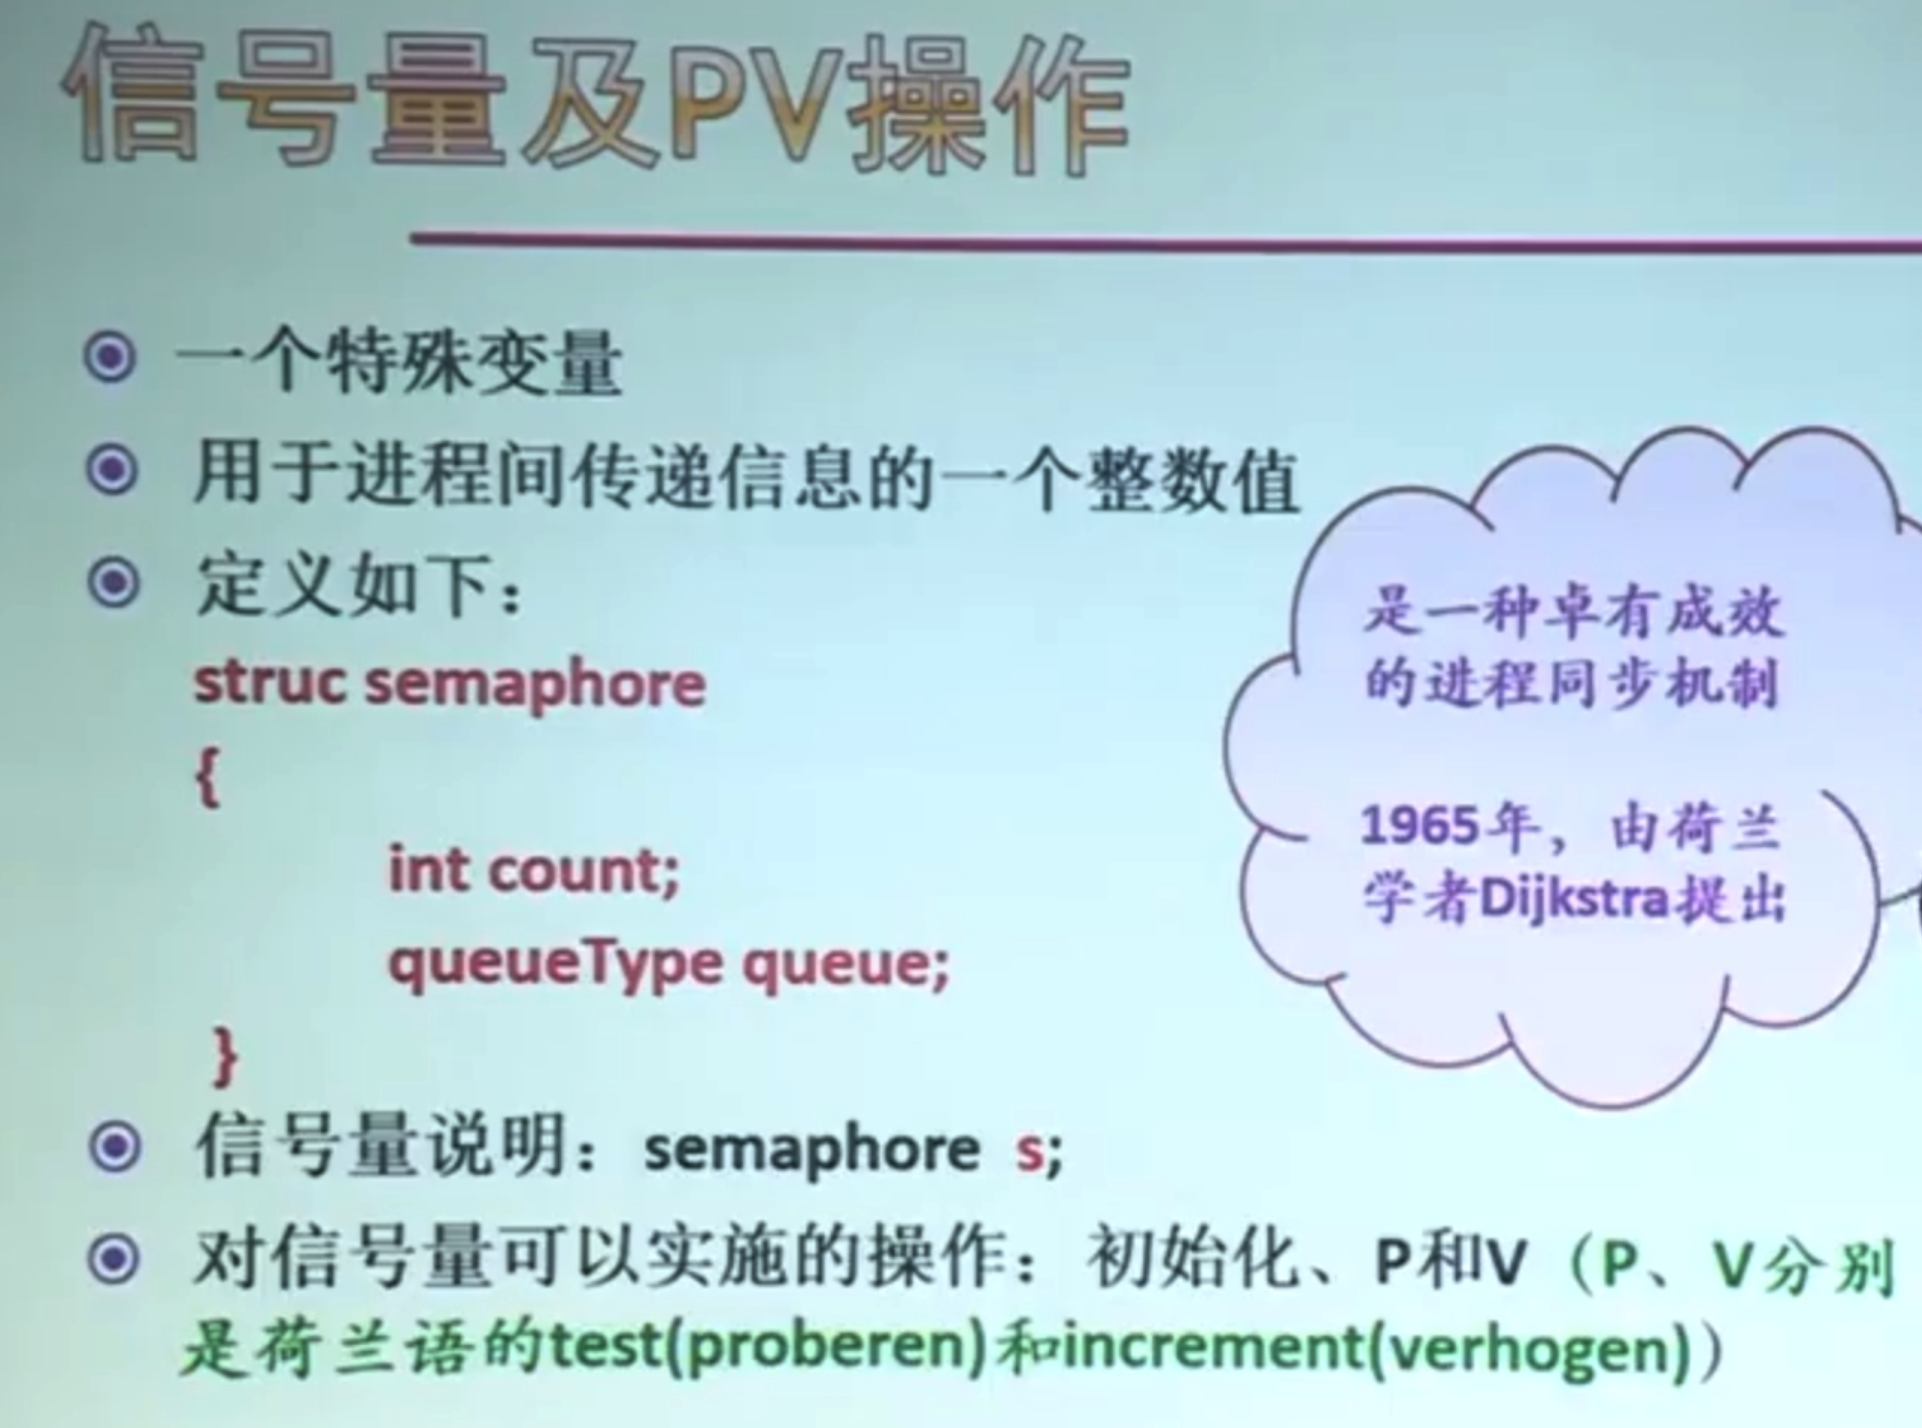 信号量及PV操作
一个特殊变量
用于进程间传递信息的一个整数值
定义如下：
struc semaphore
{
int count;
queueType queue;
}
信号量说明：semaphore s;
对信号量可以实施的操作：初始化、P和V（P、V分别
是荷兰语的test(proberen)和increment(verhogen)）
是一种卓有成效
的进程同步机制
1965年，由荷兰
学者Dijkstra提出